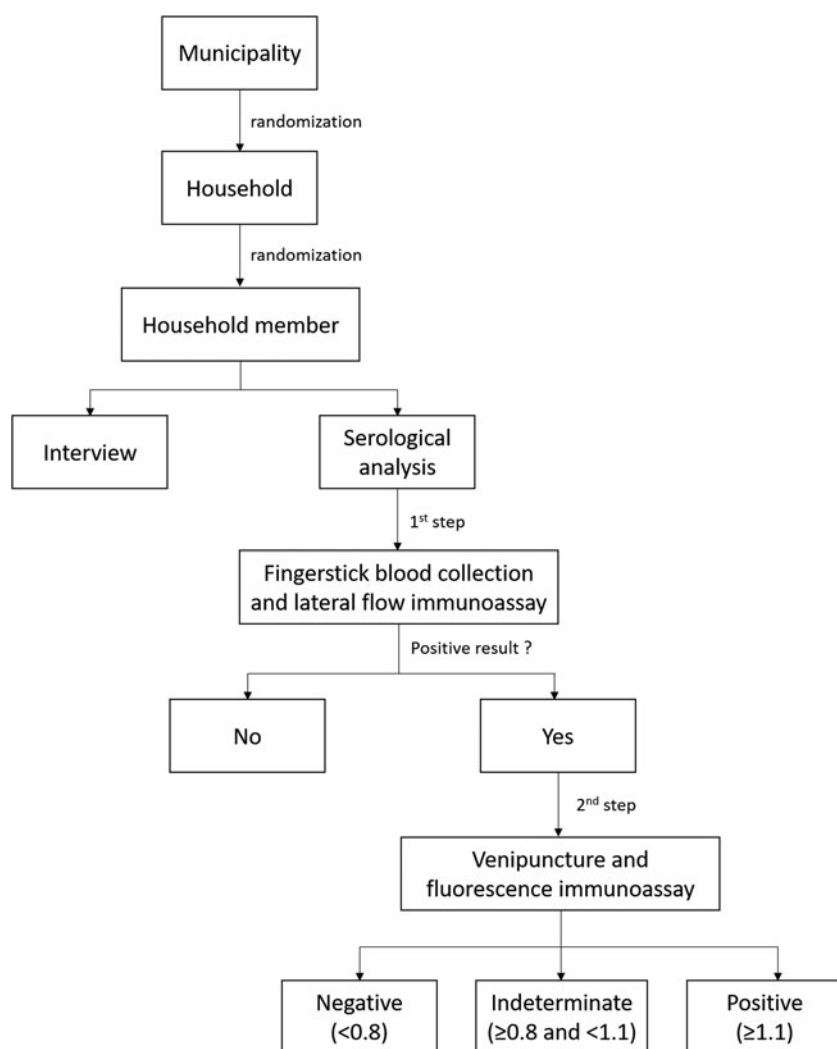 Municipality
randomization
Household
randomization
Household member
Interview
Serological
analysis
1st step
Fingerstick blood collection
and lateral flow immunoassay
Positive result ?
No
Yes
2nd step
Venipuncture and
fluorescence immunoassay
Negative
(<0.8)
Indeterminate
(≥0.8 and <1.1)
Positive
(≥1.1)